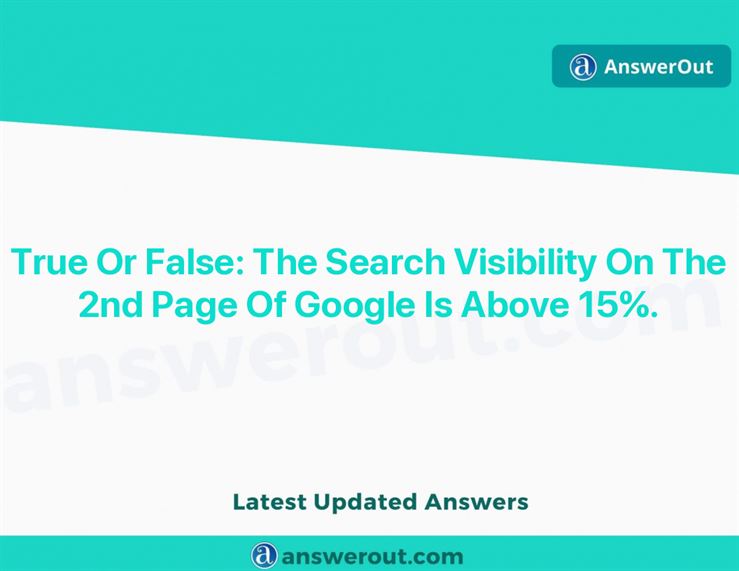 AnswerOut
True Or False: The Search Visibility On The
2nd Page Of Google Is Above 15%.
answerout.com
Latest Updated Answers
answerout.com